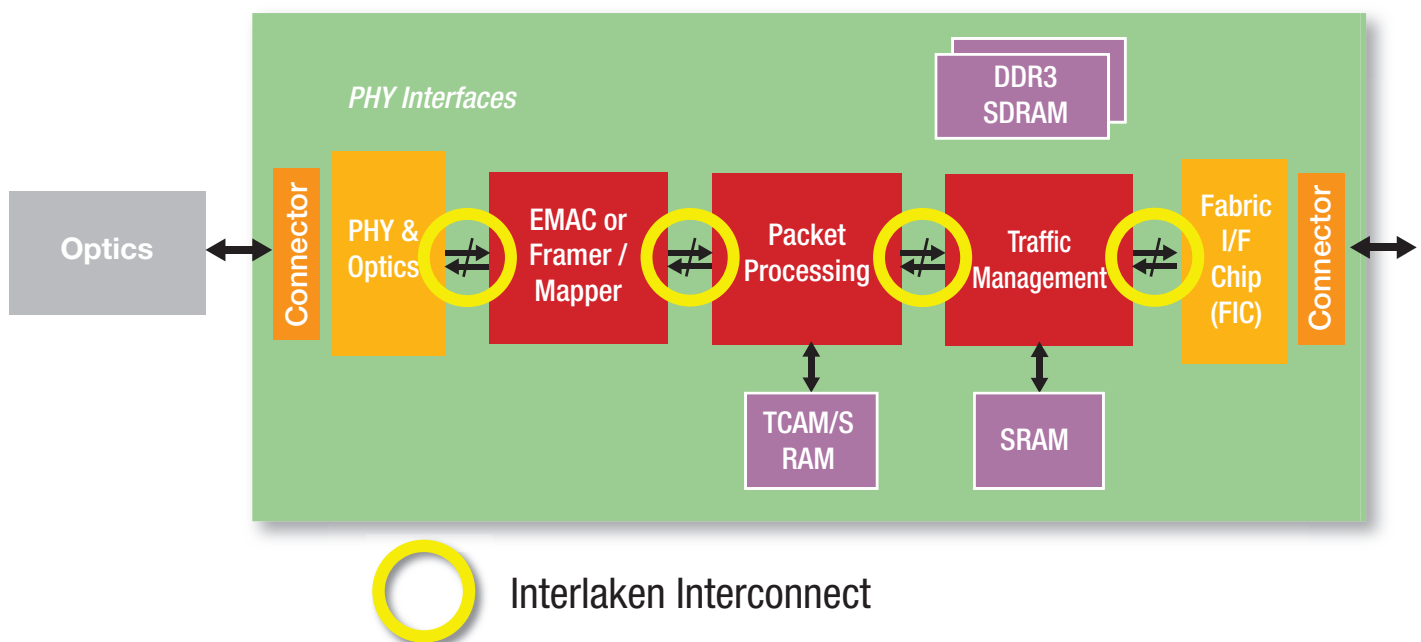 PHY Interfaces
DDR3
SDRAM
Optics
Connector
PHY &
Optics
EMAC or
Framer /
Mapper
Packet
Processing
Traffic
Management
Fabric
I/F
Chip
(FIC)
Connector
TCAM/S
RAM
SRAM
Interlaken Interconnect